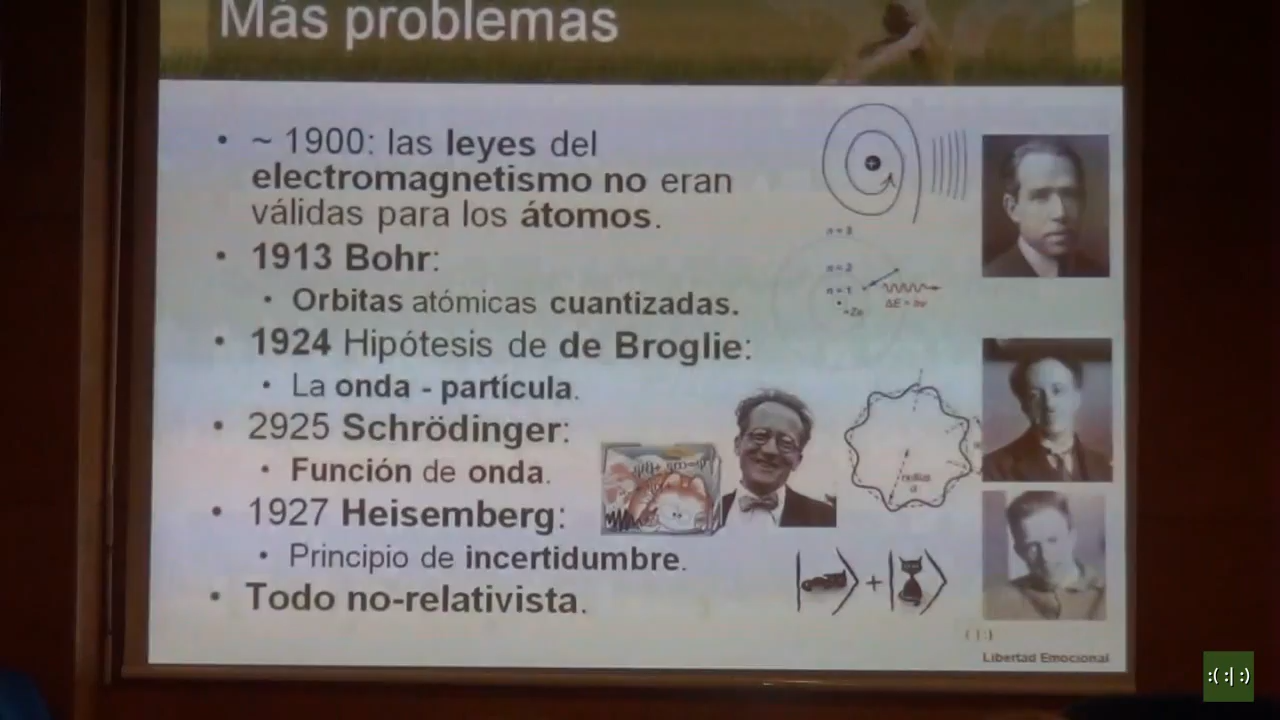 Más problemas
• ~ 1900: las leyes del
electromagnetismo no eran
válidas para los átomos.
• 1913 Bohr:
• Orbitas atómicas cuantizadas.
• 1924 Hipótesis de de Broglie:
• La onda - partícula.
• 2925 Schrödinger:
• Función de onda.
• 1927 Heisemberg:
• Principio de incertidumbre.
• Todo no-relativista.
n = 3
n = 2
n = 1
+Ze
ΔE = hν
Libertad Emocional
:( :| :)